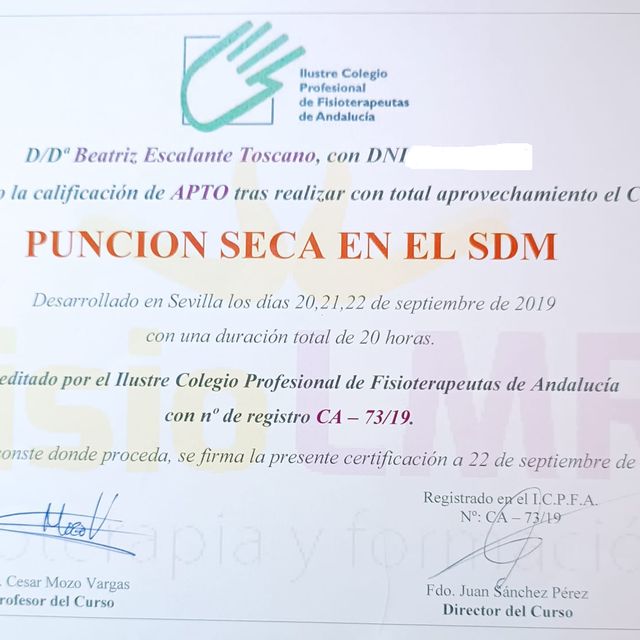 Ilustre Colegio
Profesional
de Fisioterapeutas
de Andalucía
D/Dª Beatriz Escalante Toscano, con DNI
la calificación de APTO tras realizar con total aprovechamiento el C
PUNCION SECA EN EL SDM
Desarrollado en Sevilla los días 20,21,22 de septiembre de 2019
con una duración total de 20 horas.
editado por el Ilustre Colegio Profesional de Fisioterapeutas de Andalucía
con nº de registro CA – 73/19.
conste donde proceda, se firma la presente certificación a 22 de septiembre de
Registrado en el I.C.P.F.A.
Nº: CA – 73/19
Mozo V
. Cesar Mozo Vargas
rofesor del Curso
Fdo. Juan Sánchez Pérez
Director del Curso
isioLMR
oterapia y formació